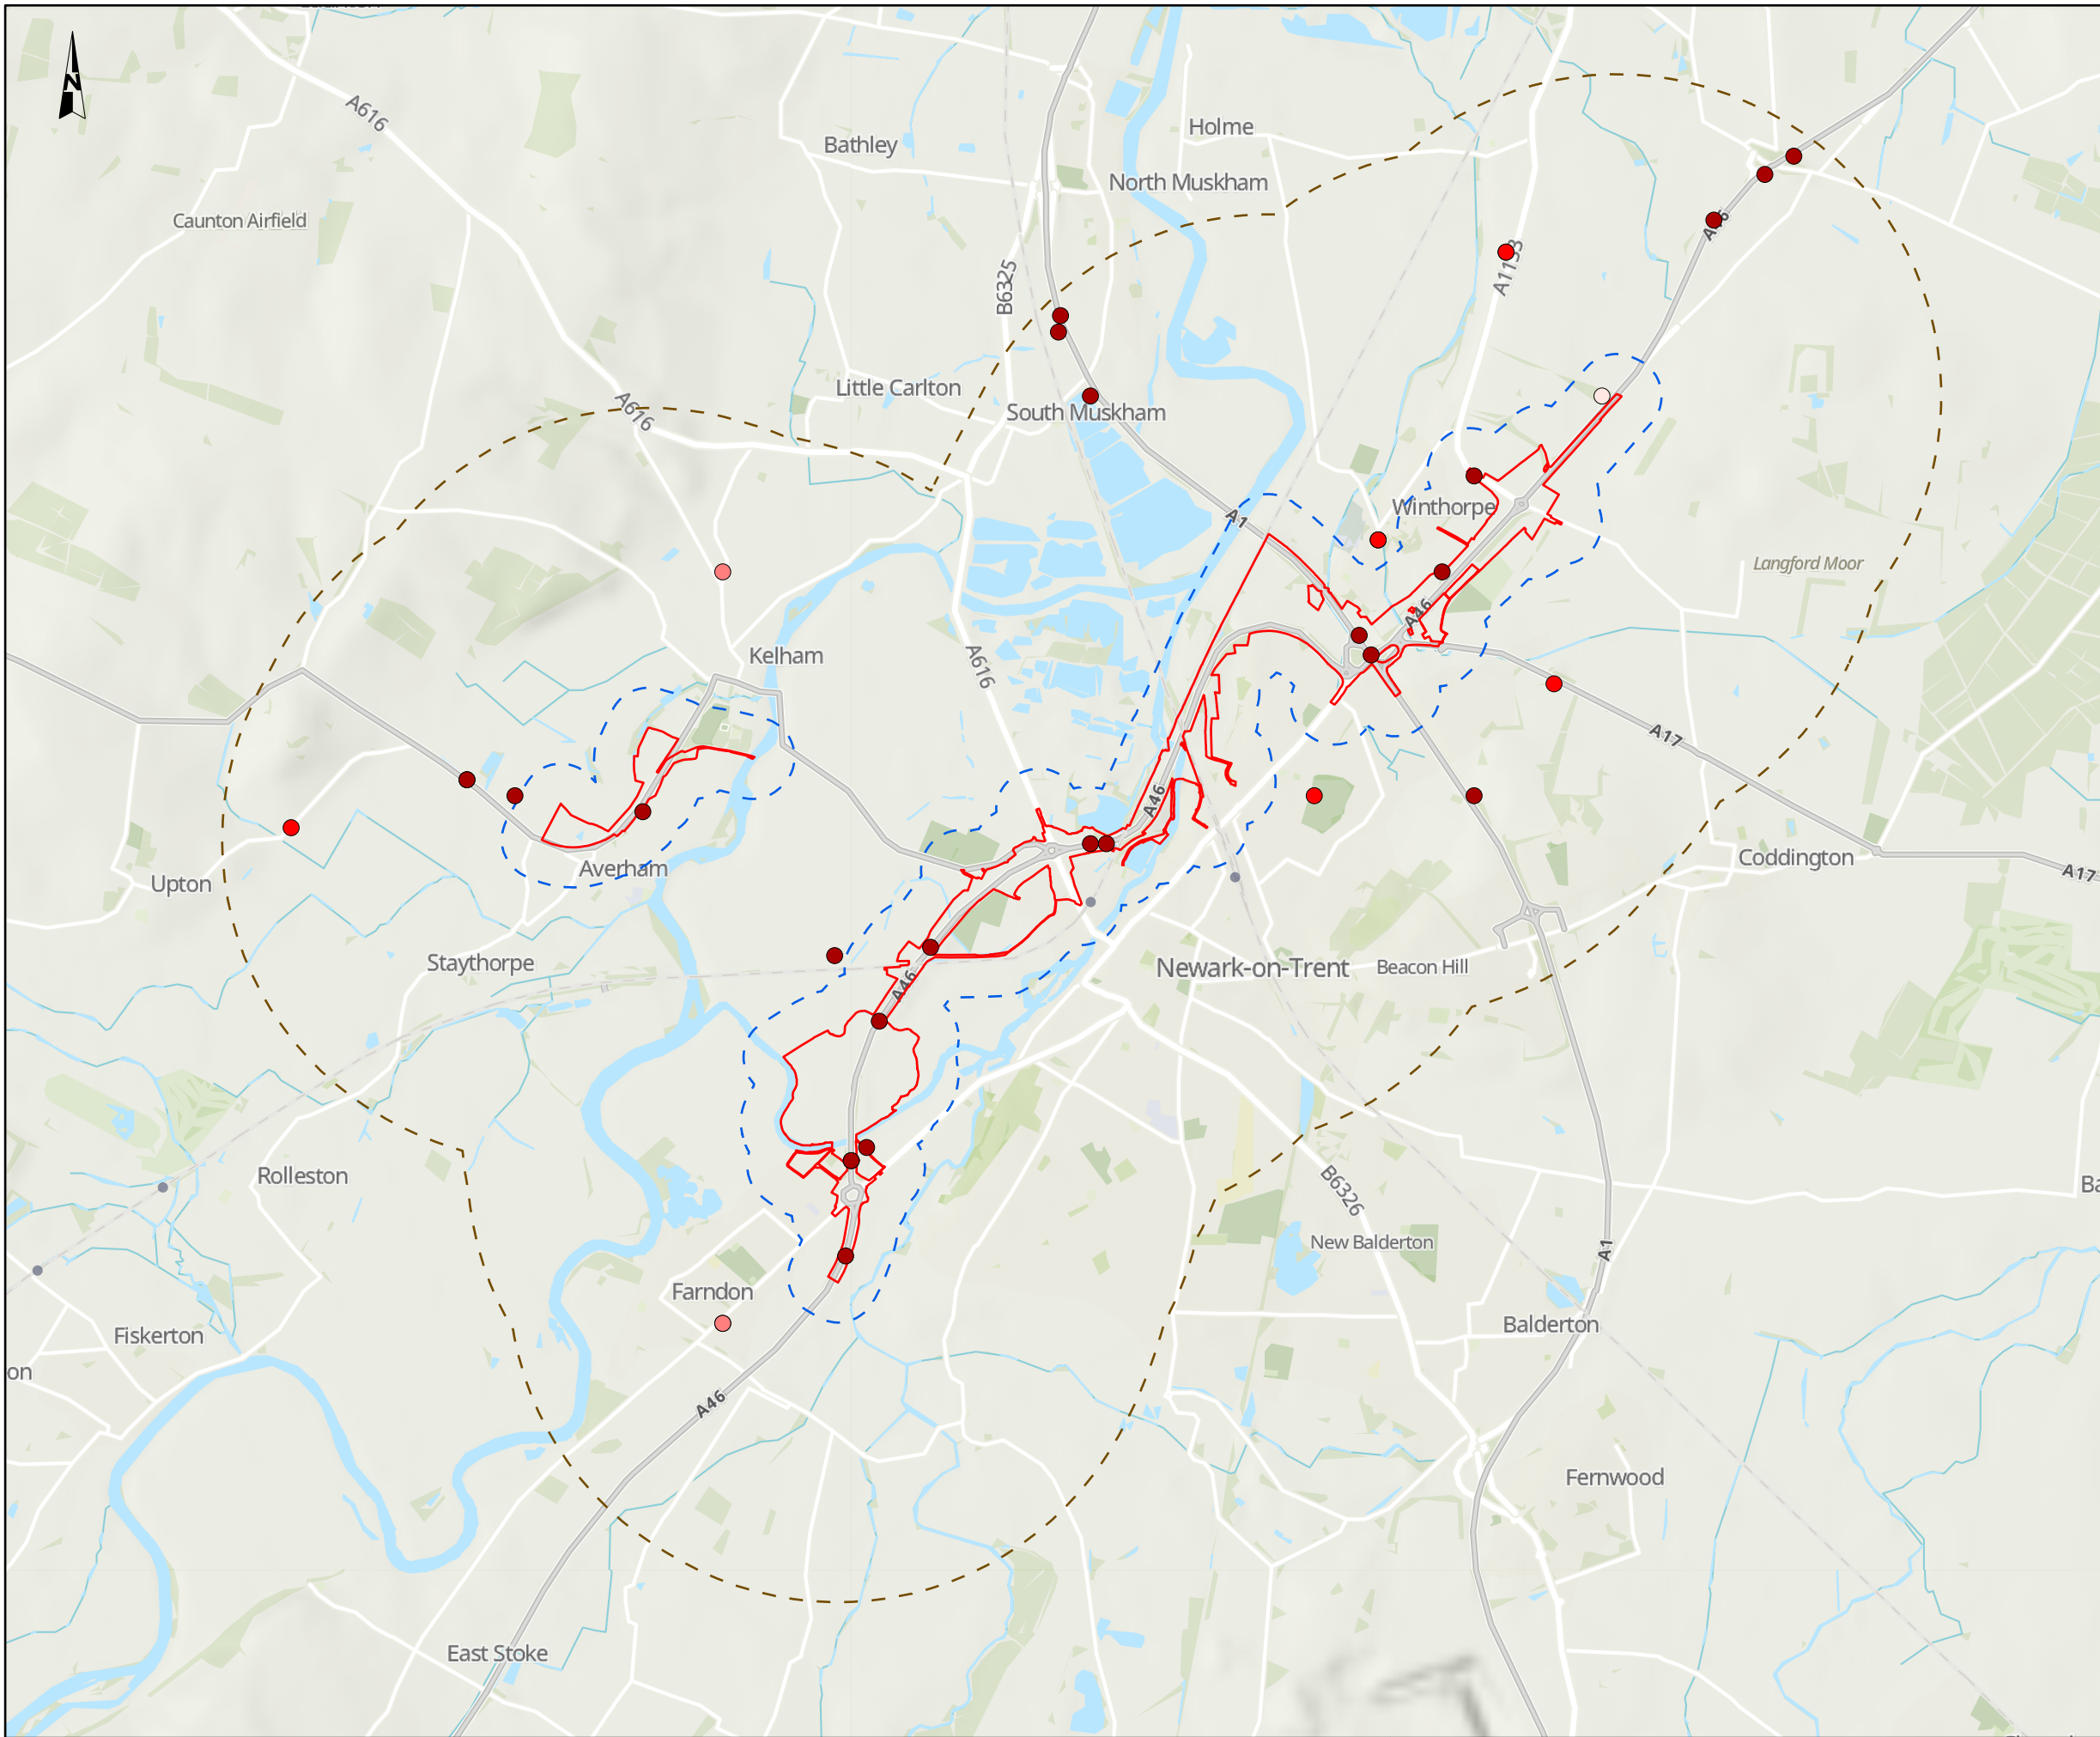 N
A616
Bathley
Holme
North Muskham
Caunton Airfield
A1133
B6325
Little Carlton
A616
South Muskham
A1
Winthorpe
Langford Moor
A46
Kelham
A616
A17
A46
Averham
Upton
Coddington
A17
Staythorpe
Newark-on-Trent
Beacon Hill
A46
Rolleston
B6326
Ba
New Balderton
A1
Farndon
Fiskerton
Balderton
on
A46
Fernwood
East Stoke